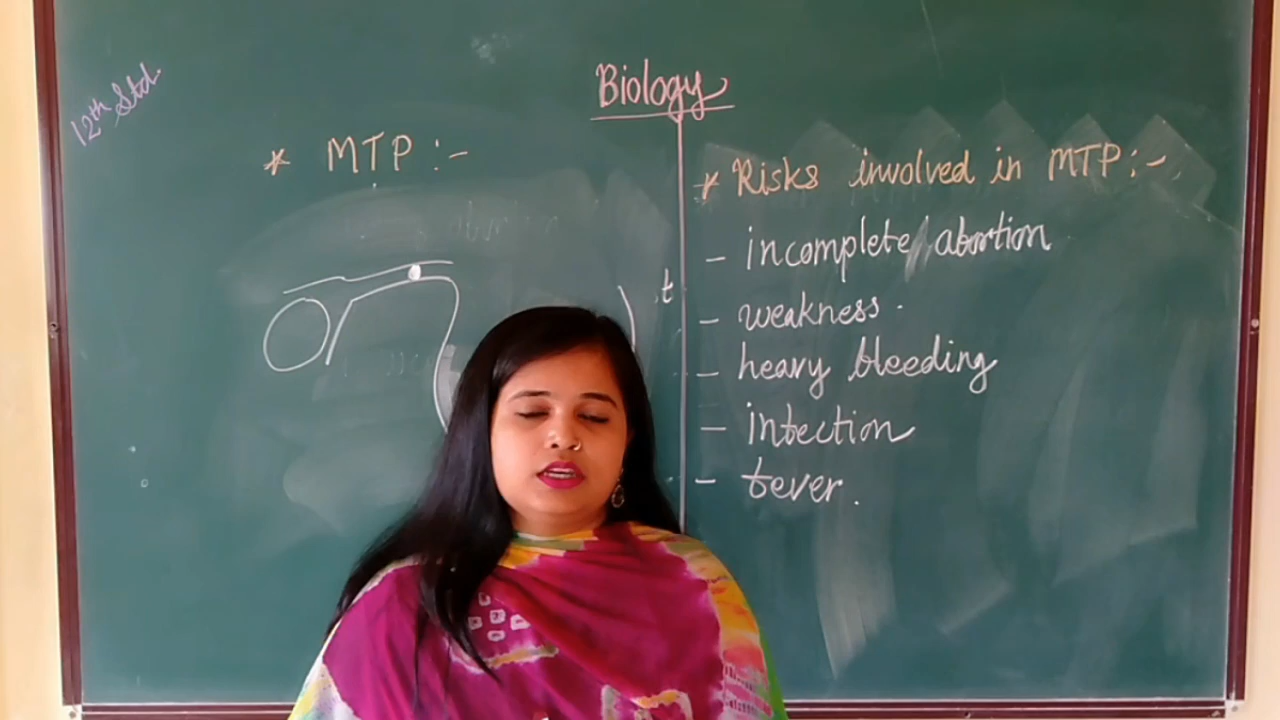 12th Std.
Biology
* MTP :-
t
* Risks involved in MTP :-
- incomplete abortion
- weakness.
- heavy bleeding
- infection
- fever.